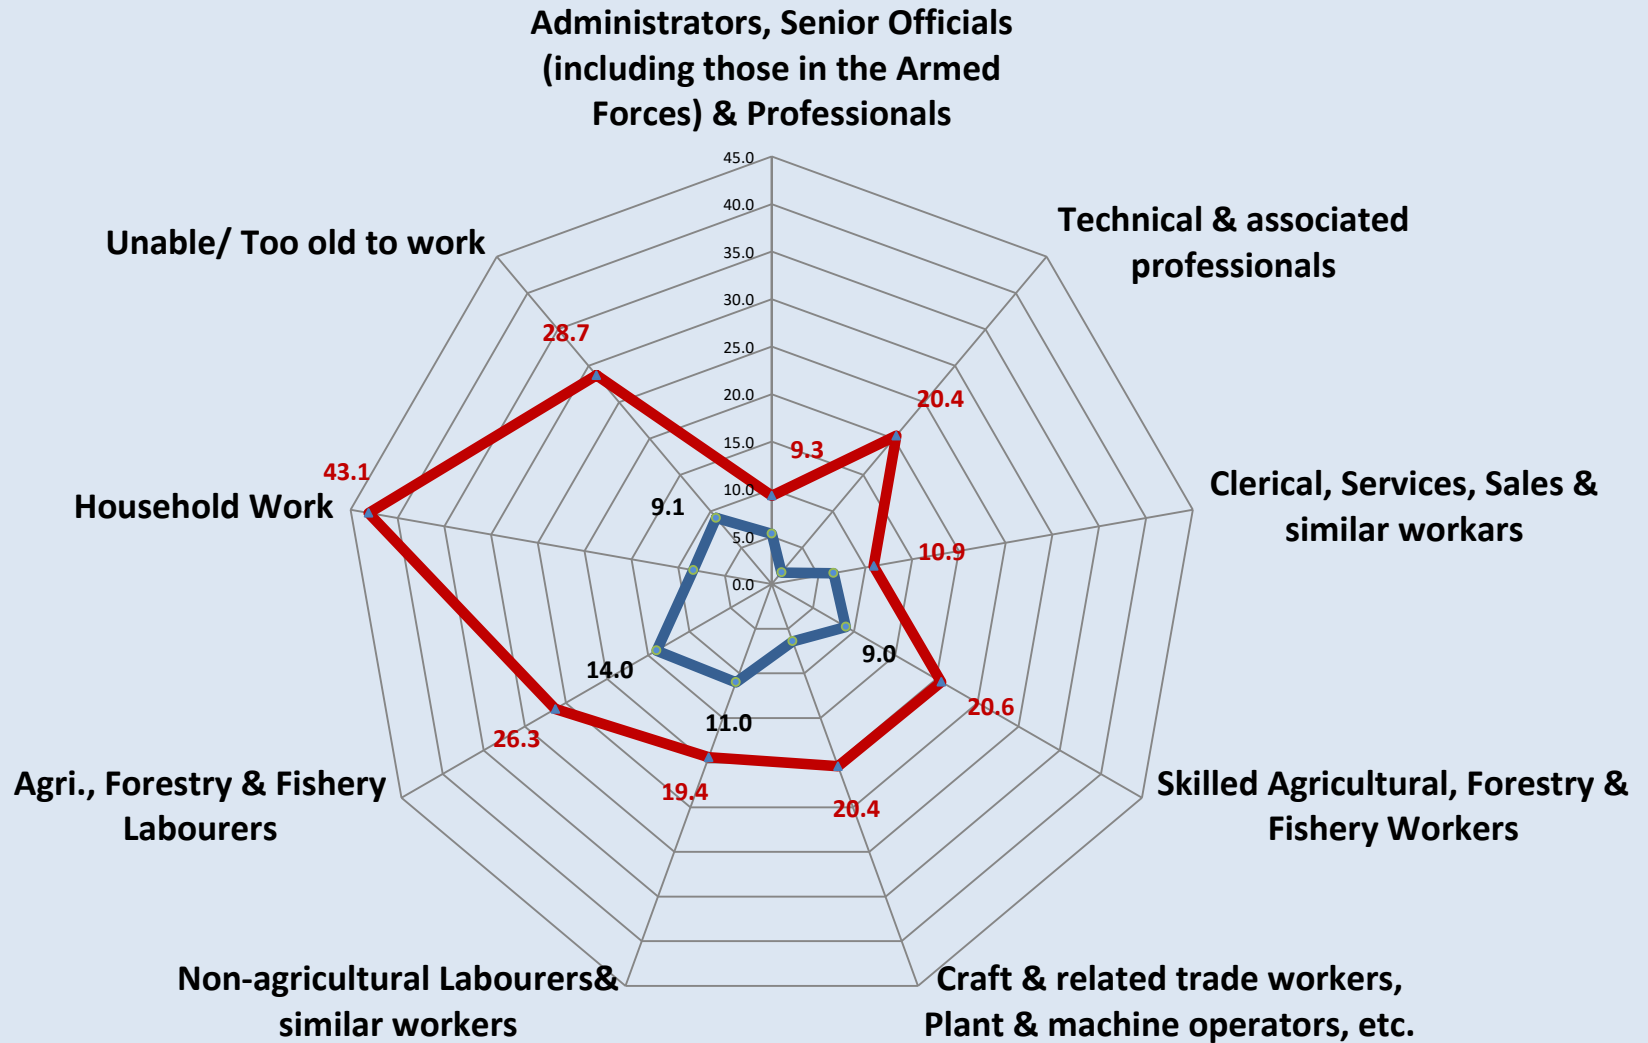 Administrators, Senior Officials
(including those in the Armed
Forces) & Professionals
45.0
40.0
35.0
30.0
25.0
20.0
15.0
10.0
5.0
0.0
Technical & associated
professionals
Clerical, Services, Sales &
similar workars
Skilled Agricultural, Forestry &
Fishery Workers
Craft & related trade workers,
Plant & machine operators, etc.
Non-agricultural Labourers&
similar workers
Agri., Forestry & Fishery
Labourers
Household Work
Unable/ Too old to work
9.3
20.4
10.9
20.6
20.4
19.4
26.3
43.1
28.7
9.0
11.0
14.0
9.1